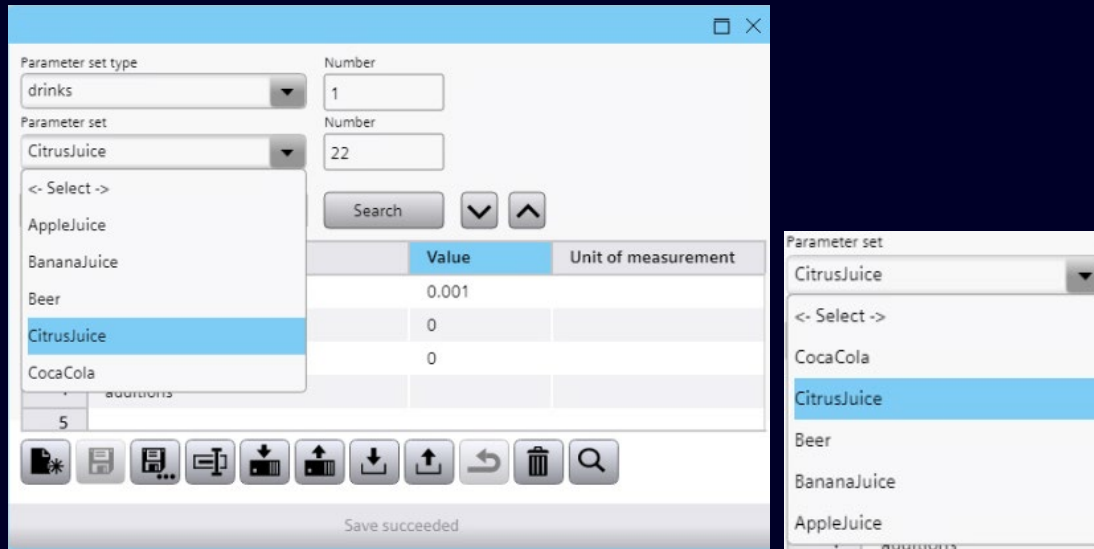 Parameter set type
Number
drinks
1
Parameter set
Number
CitrusJuice
22
<- Select ->
AppleJuice
BananaJuice
Beer
CitrusJuice
CocaCola
Search
Value
Unit of measurement
0.001
0
0
additions
5
Save succeeded
Parameter set
CitrusJuice
<- Select ->
CocaCola
CitrusJuice
Beer
BananaJuice
AppleJuice
additions